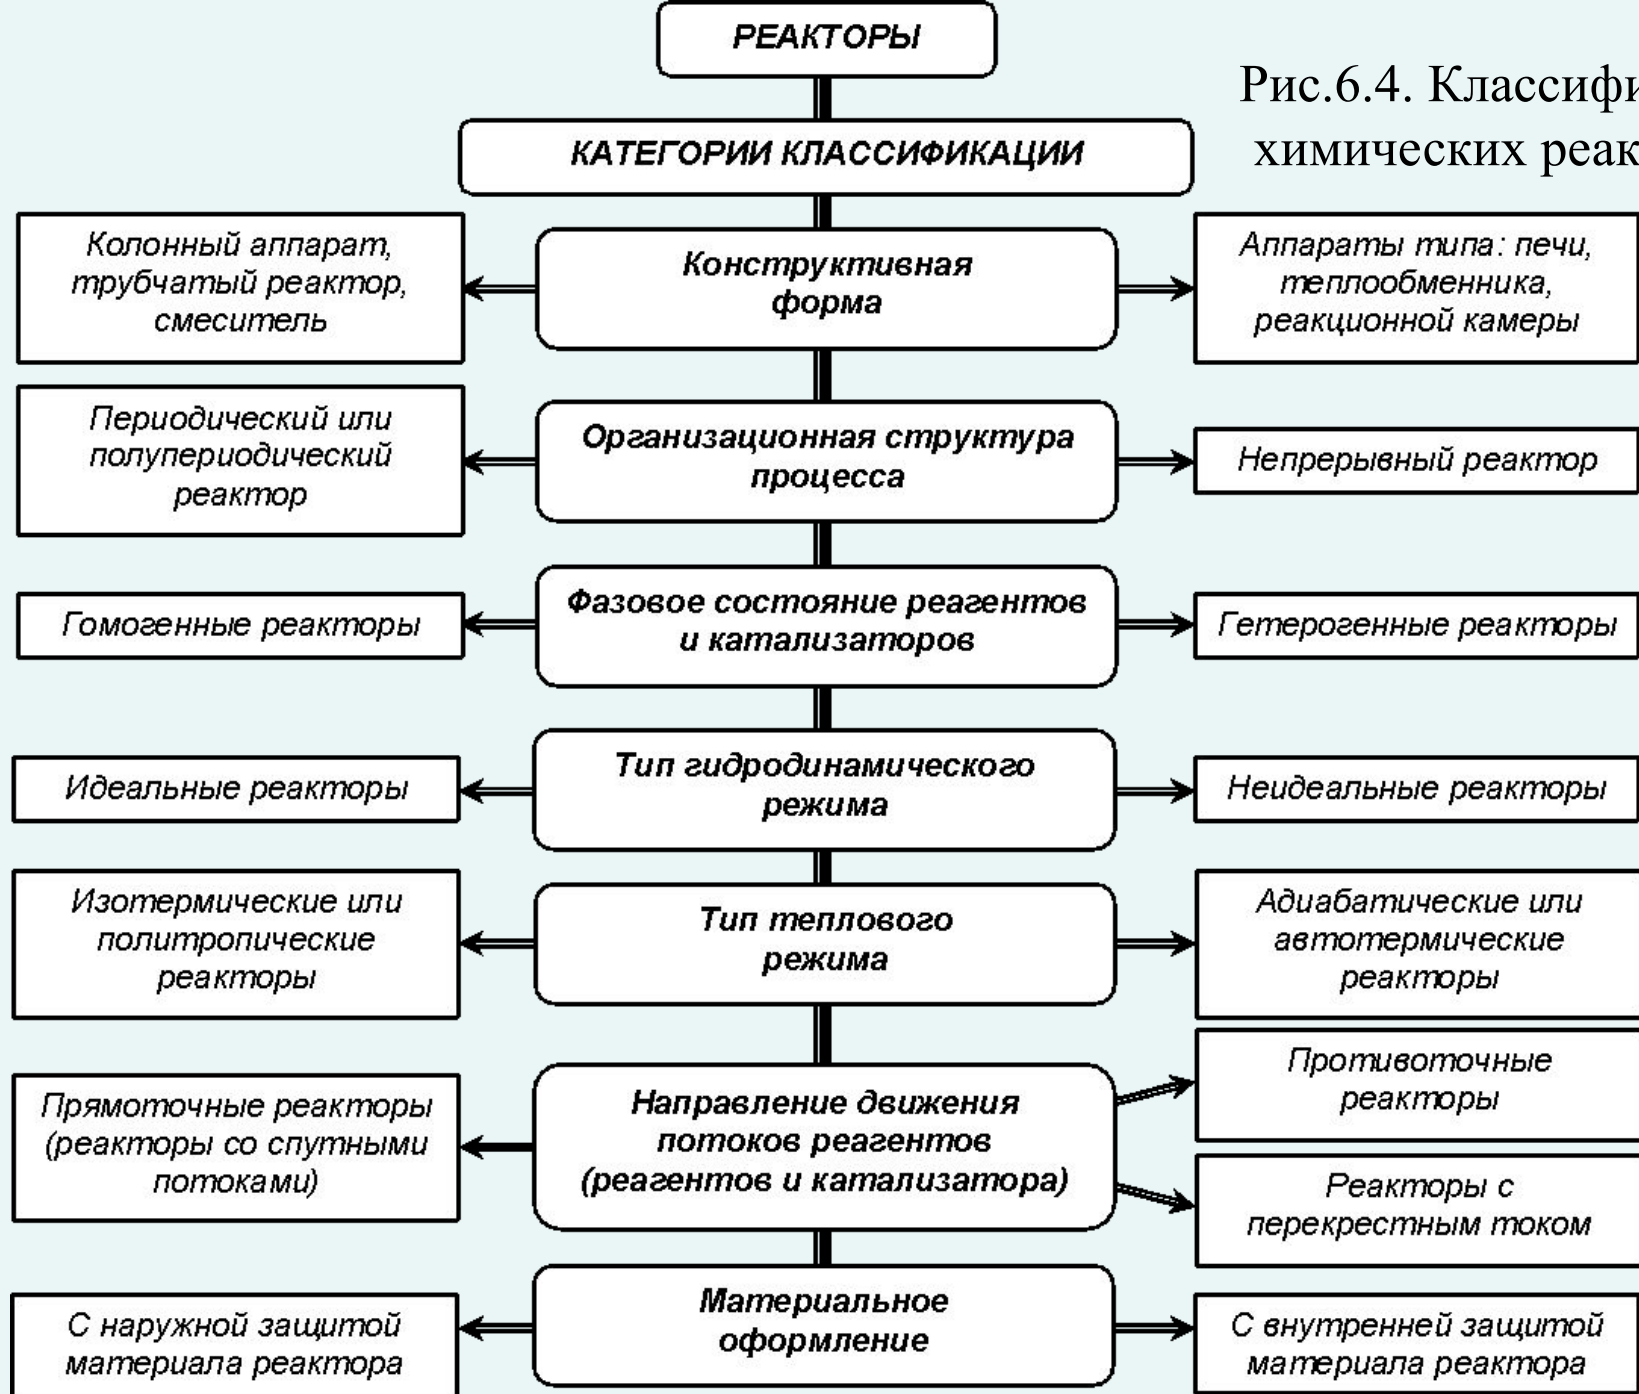 РЕАКТОРЫ
Рис.6.4. Классифи
химических реак
КАТЕГОРИИ КЛАССИФИКАЦИИ
Колонный аппарат,
трубчатый реактор,
смеситель
Конструктивная
форма
Аппараты типа: печи,
теплообменника,
реакционной камеры
Периодический или
полупериодический
реактор
Организационная структура
процесса
Непрерывный реактор
Гомогенные реакторы
Фазовое состояние реагентов
и катализаторов
Гетерогенные реакторы
Идеальные реакторы
Тип гидродинамического
режима
Неидеальные реакторы
Изотермические или
политропические
реакторы
Тип теплового
режима
Адиабатические или
автотермические
реакторы
Прямоточные реакторы
(реакторы со спутными
потоками)
Направление движения
потоков реагентов
(реагентов и катализатора)
Противоточные
реакторы
Реакторы с
перекрестным током
С наружной защитой
материала реактора
Материальное
оформление
С внутренней защитой
материала реактора